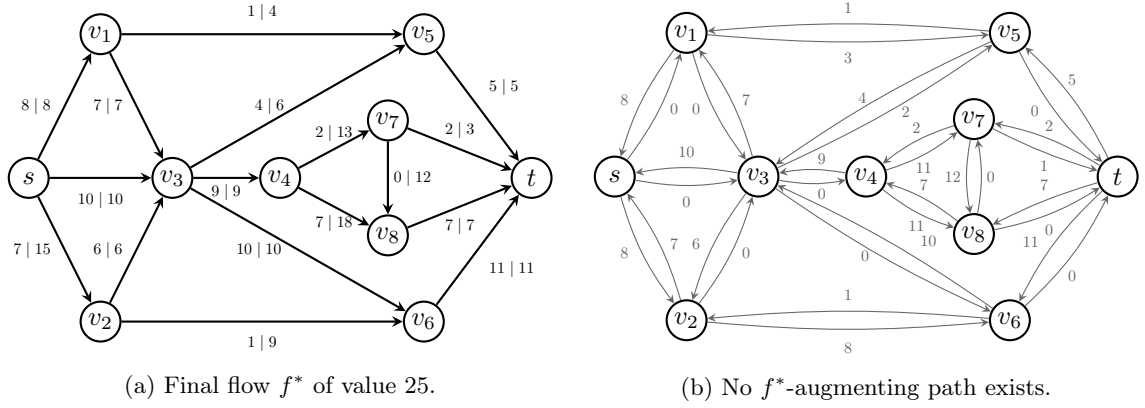 1 | 4
v1 v5
8 | 8 7 | 7 4 | 6 5 | 5
v7
2 | 13 2 | 3
s 10 | 10 v3 9 | 9 v4 0 | 12 t
7 | 15 6 | 6 7 | 18 7 | 7
v8
10 | 10 11 | 11
v2 v6
1 | 9
(a) Final flow f* of value 25.
1
v1 v5
3
8 0 0 7 4 2 5 0
v7
2 11 2 1
s 10 0 v3 9 0 v4 12 0 t
7 11 7 0
v8
8 7 6 0 10 0 11 0
v2 v6
1
8
(b) No f*-augmenting path exists.